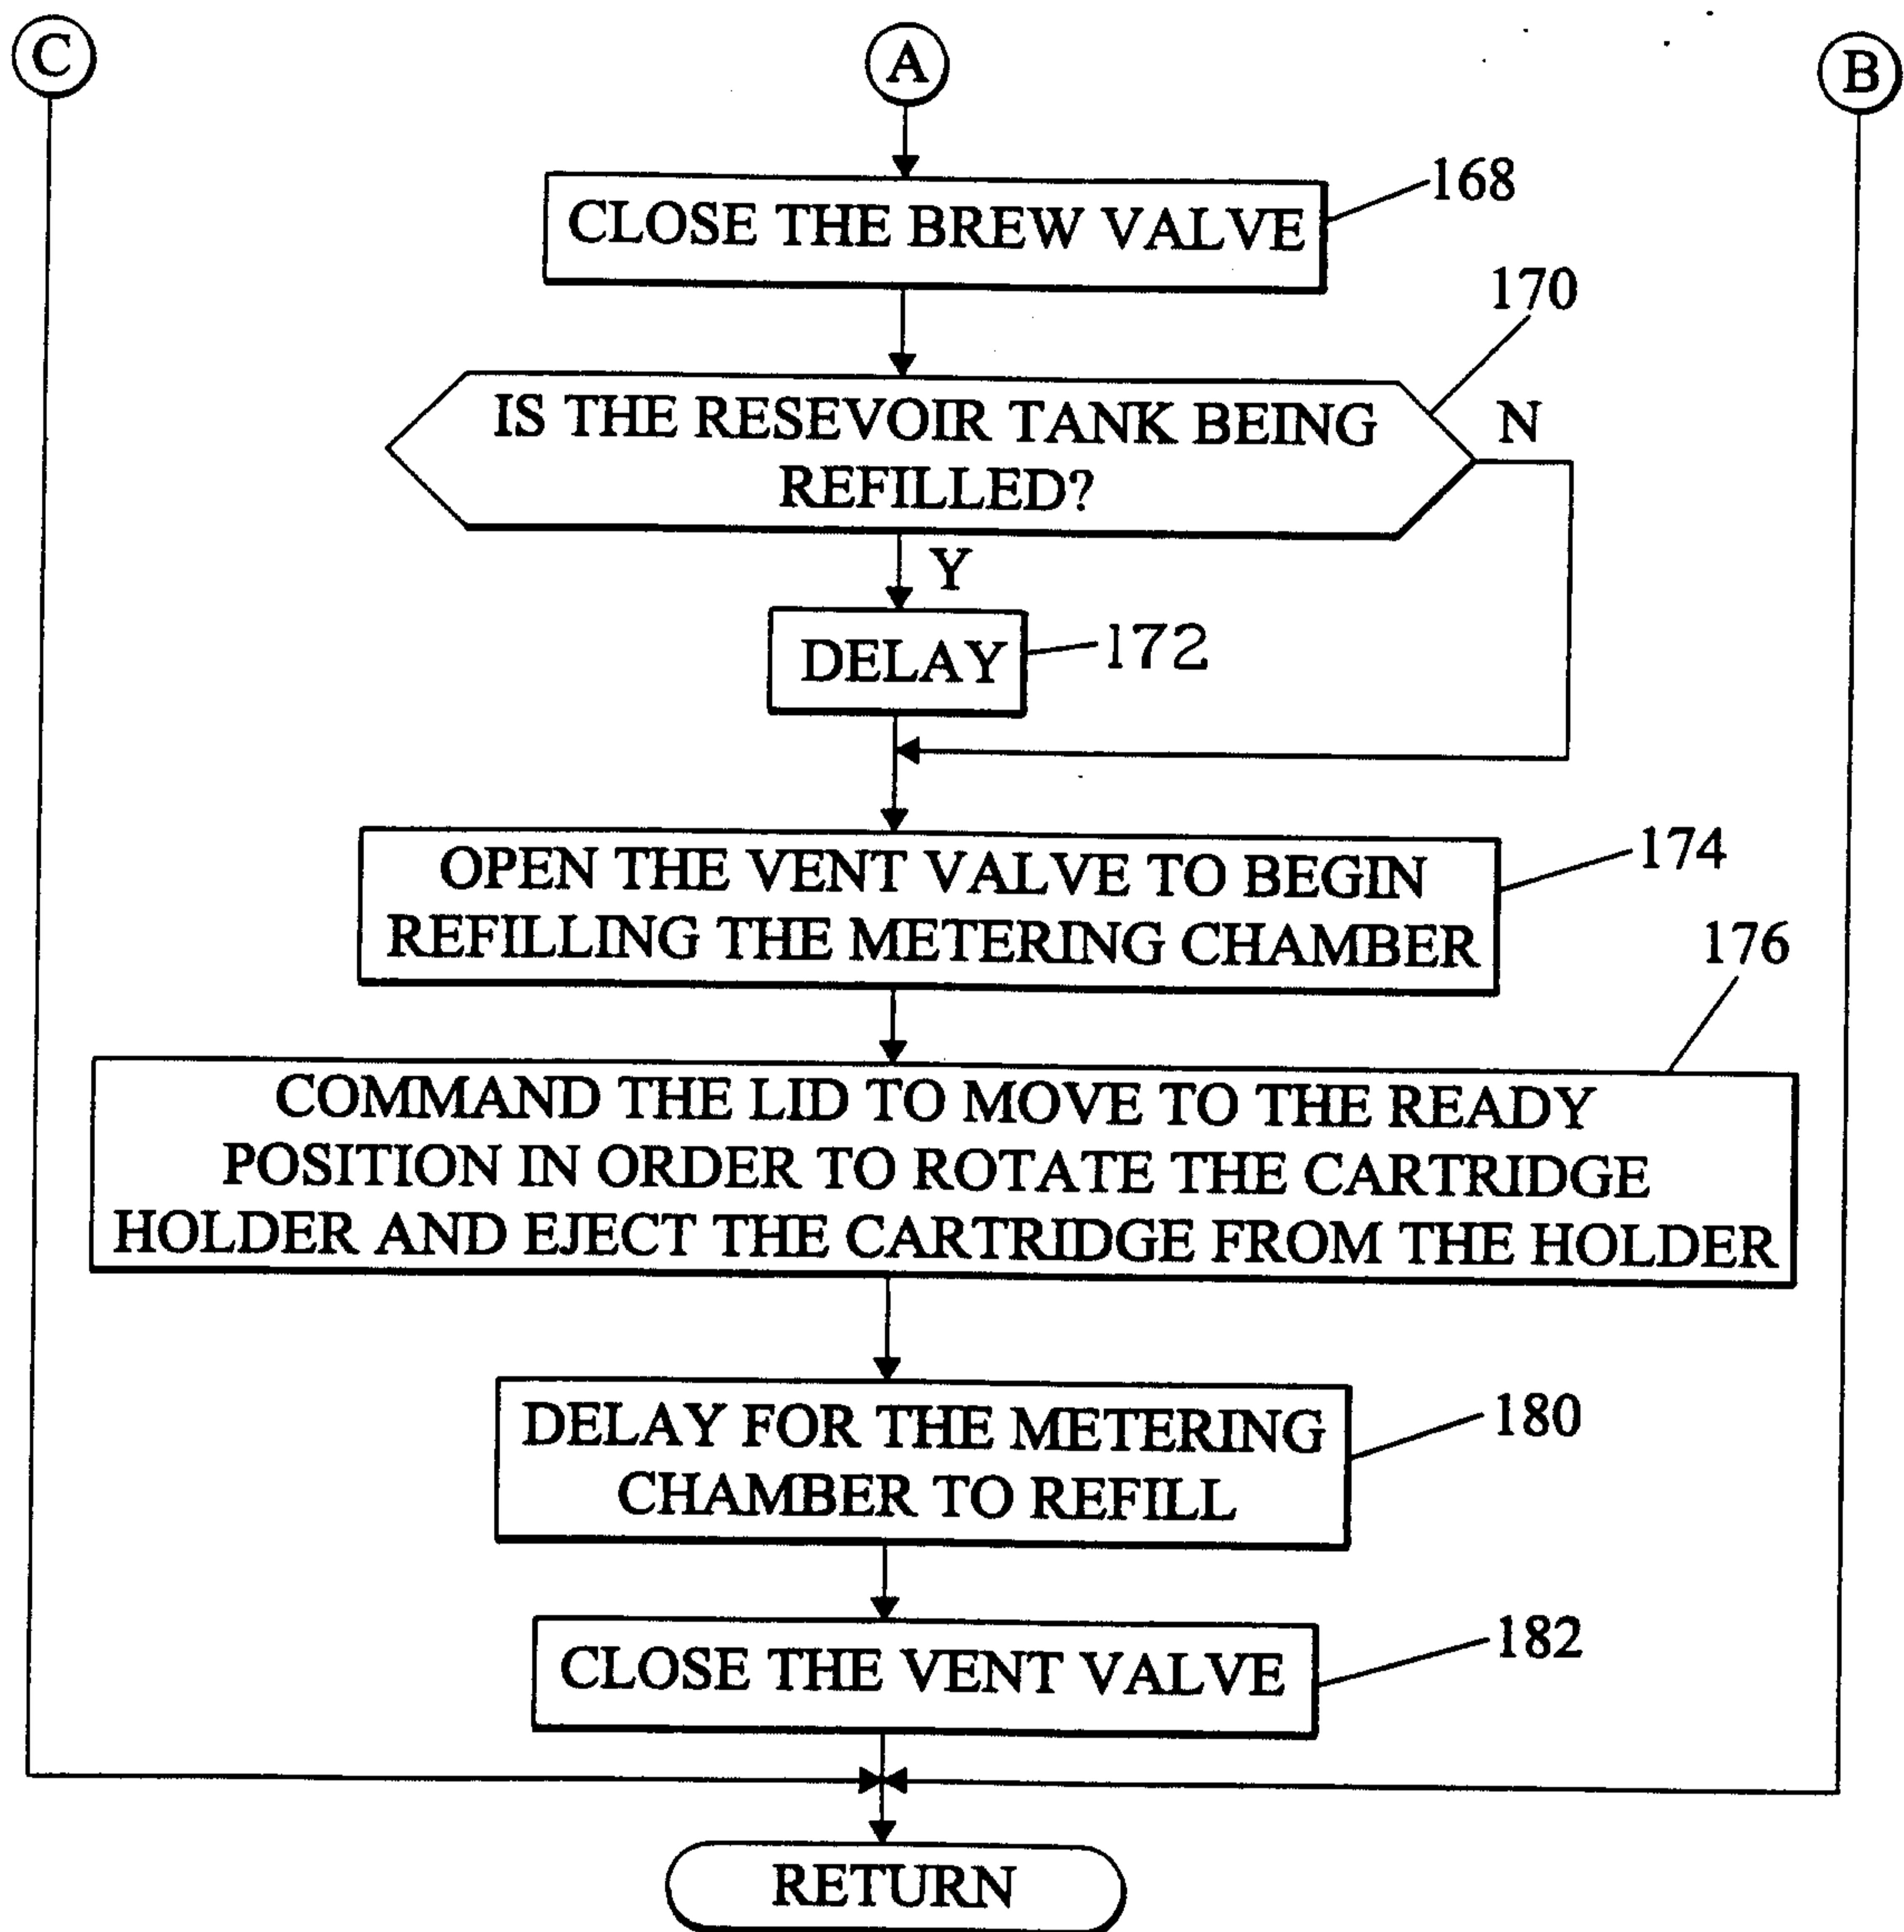 C
A
B
168
CLOSE THE BREW VALVE
170
IS THE RESEVOIR TANK BEING
REFILLED?
N
Y
DELAY
172
174
OPEN THE VENT VALVE TO BEGIN
REFILLING THE METERING CHAMBER
176
COMMAND THE LID TO MOVE TO THE READY
POSITION IN ORDER TO ROTATE THE CARTRIDGE
HOLDER AND EJECT THE CARTRIDGE FROM THE HOLDER
180
DELAY FOR THE METERING
CHAMBER TO REFILL
182
CLOSE THE VENT VALVE
RETURN